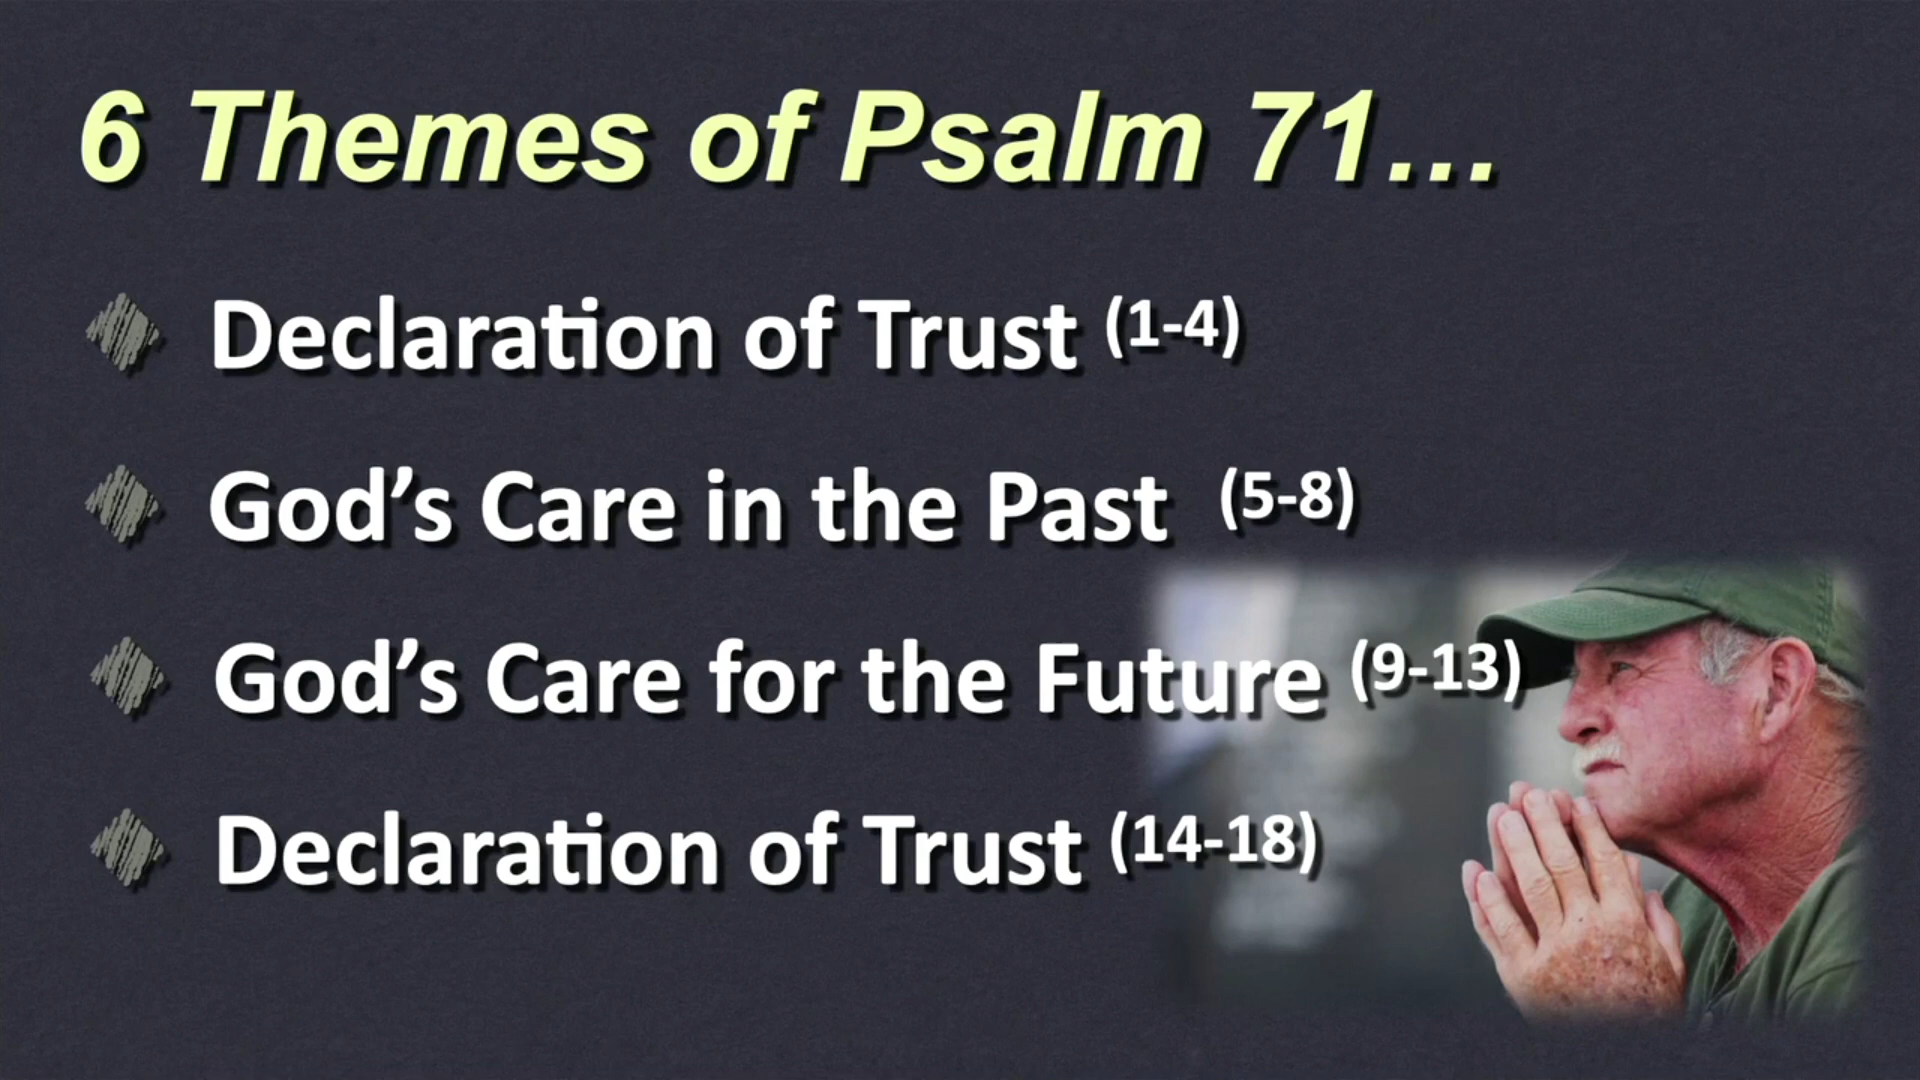 6 Themes of Psalm 71…
Declaration of Trust (1-4)
God’s Care in the Past (5-8)
God’s Care for the Future (9-13)
Declaration of Trust (14-18)